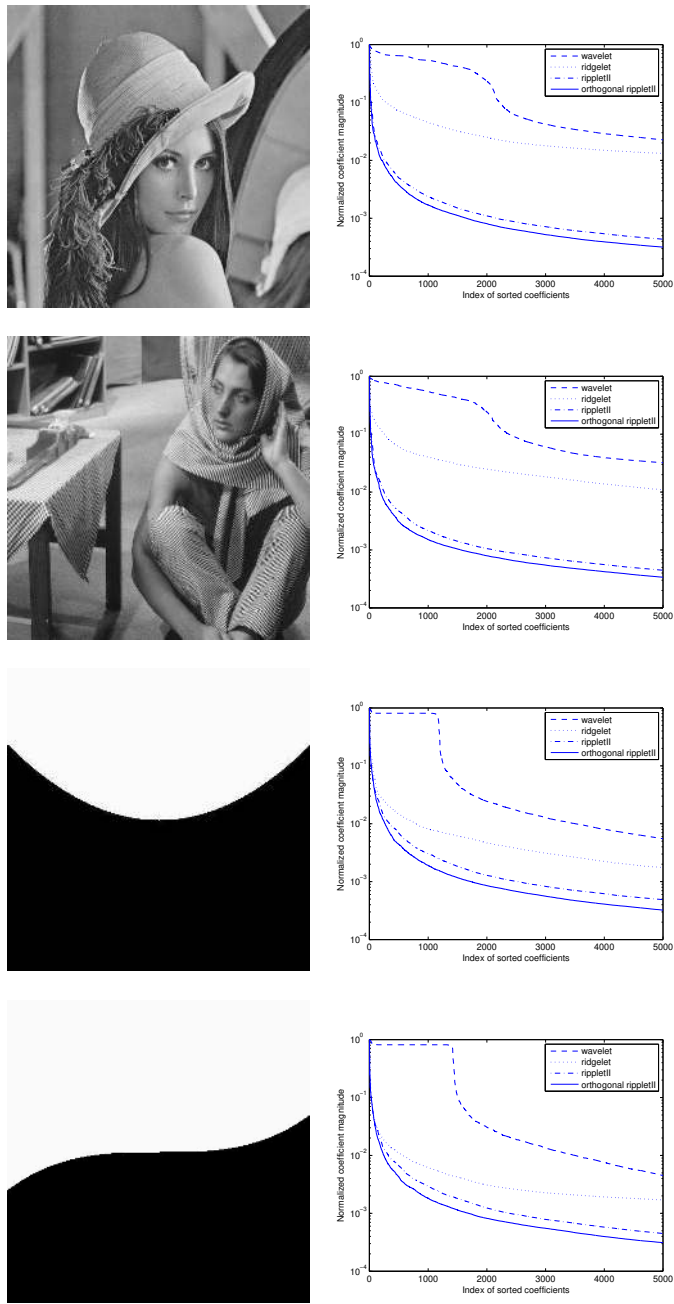 10^0
10^-1
10^-2
10^-3
10^-4
Normalized coefficient magnitude
wavelet
ridgelet
rippletII
orthogonal rippletII
0 1000 2000 3000 4000 5000
Index of sorted coefficients
10^0
10^-1
10^-2
10^-3
10^-4
Normalized coefficient magnitude
wavelet
ridgelet
rippletII
orthogonal rippletII
0 1000 2000 3000 4000 5000
Index of sorted coefficients
10^0
10^-1
10^-2
10^-3
10^-4
Normalized coefficient magnitude
wavelet
ridgelet
rippletII
orthogonal rippletII
0 1000 2000 3000 4000 5000
Index of sorted coefficients
10^0
10^-1
10^-2
10^-3
10^-4
Normalized coefficient magnitude
wavelet
ridgelet
rippletII
orthogonal rippletII
0 1000 2000 3000 4000 5000
Index of sorted coefficients